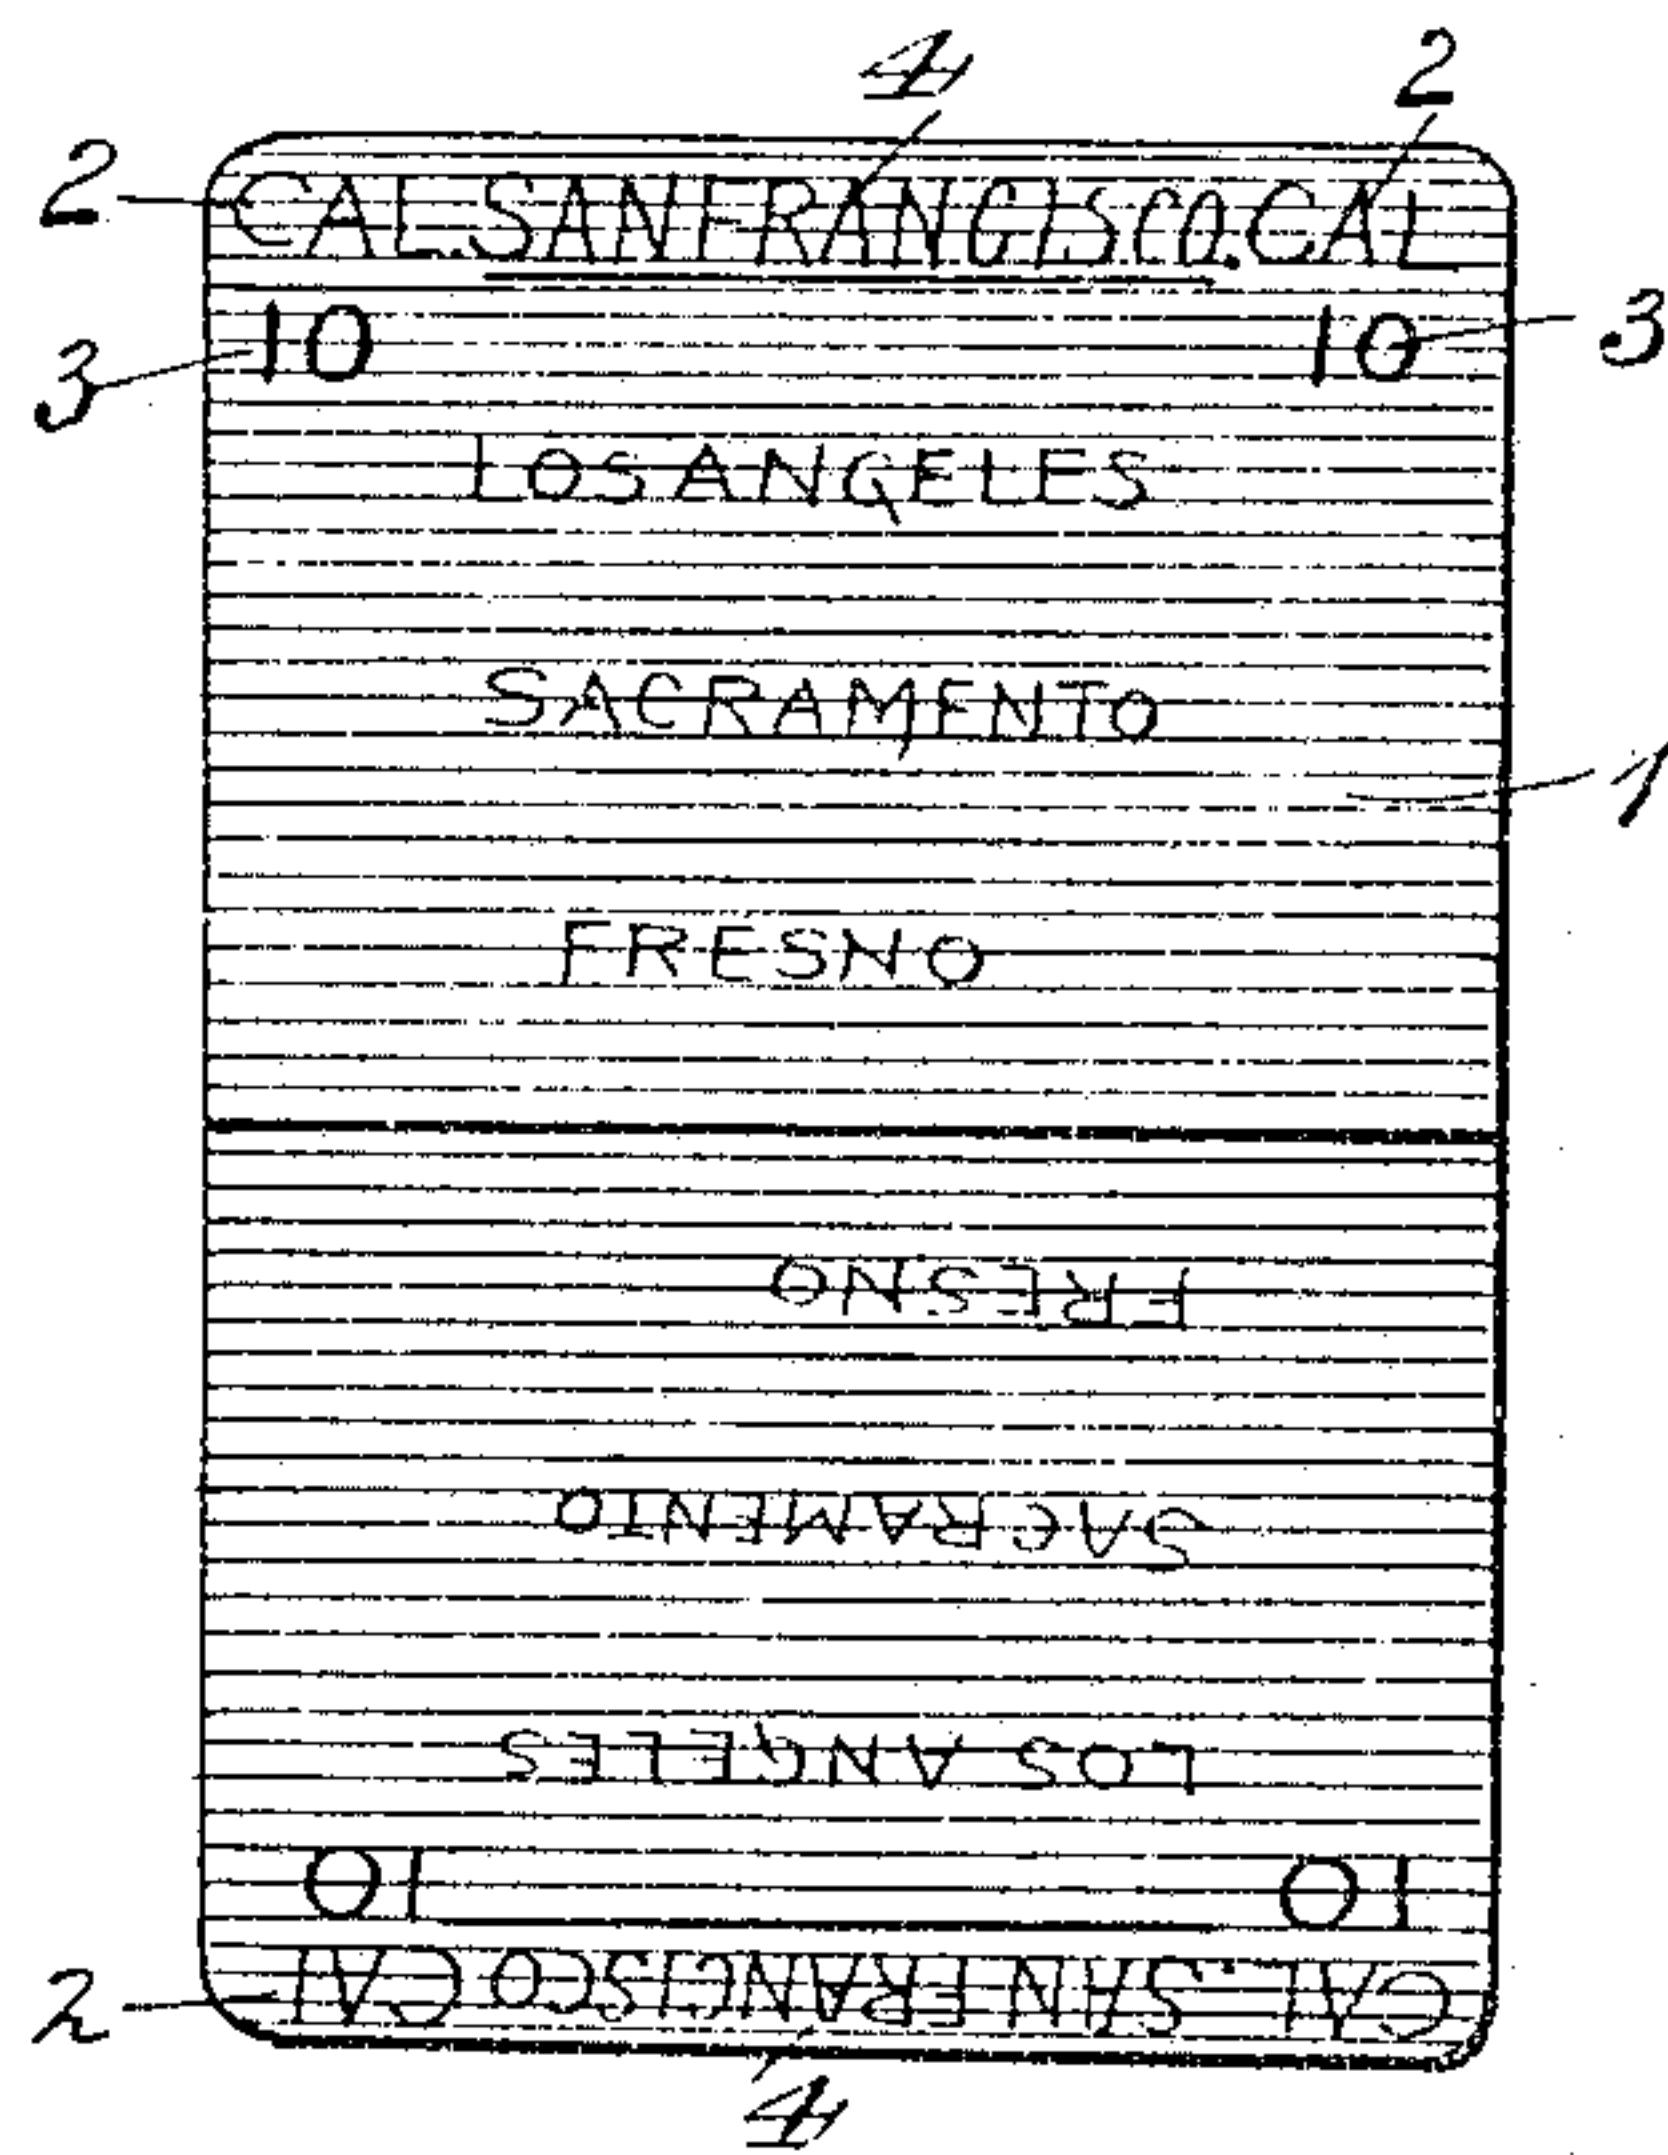 4 2
2 CAL. SAN FRANCISCO. CAL
10 10
3 3
LOS ANGELES
SACRAMENTO
1
FRESNO
FRESNO
SACRAMENTO
LOS ANGELES
10 10
CAL. SAN FRANCISCO CAL
2
4